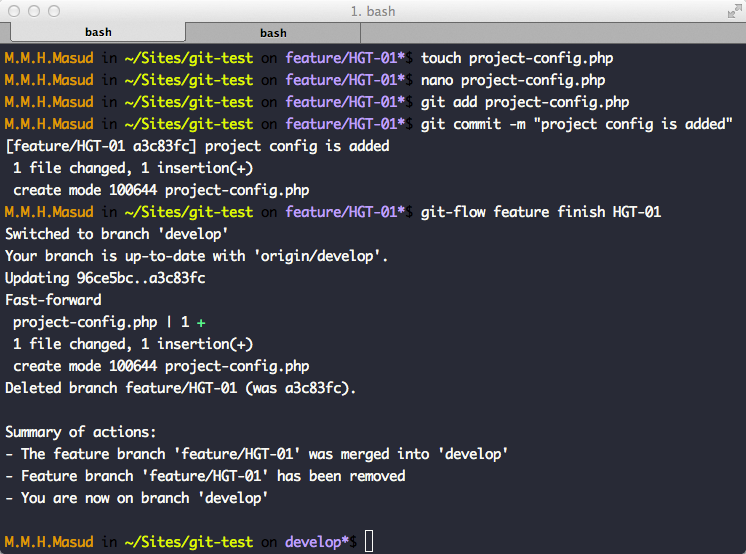 1. bash
bash bash
M.M.H.Masud in ~/Sites/git-test on feature/HGT-01*$ touch project-config.php
M.M.H.Masud in ~/Sites/git-test on feature/HGT-01*$ nano project-config.php
M.M.H.Masud in ~/Sites/git-test on feature/HGT-01*$ git add project-config.php
M.M.H.Masud in ~/Sites/git-test on feature/HGT-01*$ git commit -m "project config is added"
[feature/HGT-01 a3c83fc] project config is added
 1 file changed, 1 insertion(+)
 create mode 100644 project-config.php
M.M.H.Masud in ~/Sites/git-test on feature/HGT-01*$ git-flow feature finish HGT-01
Switched to branch 'develop'
Your branch is up-to-date with 'origin/develop'.
Updating 96ce5bc..a3c83fc
Fast-forward
 project-config.php | 1 +
 1 file changed, 1 insertion(+)
 create mode 100644 project-config.php
Deleted branch feature/HGT-01 (was a3c83fc).
Summary of actions:
- The feature branch 'feature/HGT-01' was merged into 'develop'
- Feature branch 'feature/HGT-01' has been removed
- You are now on branch 'develop'
M.M.H.Masud in ~/Sites/git-test on develop*$